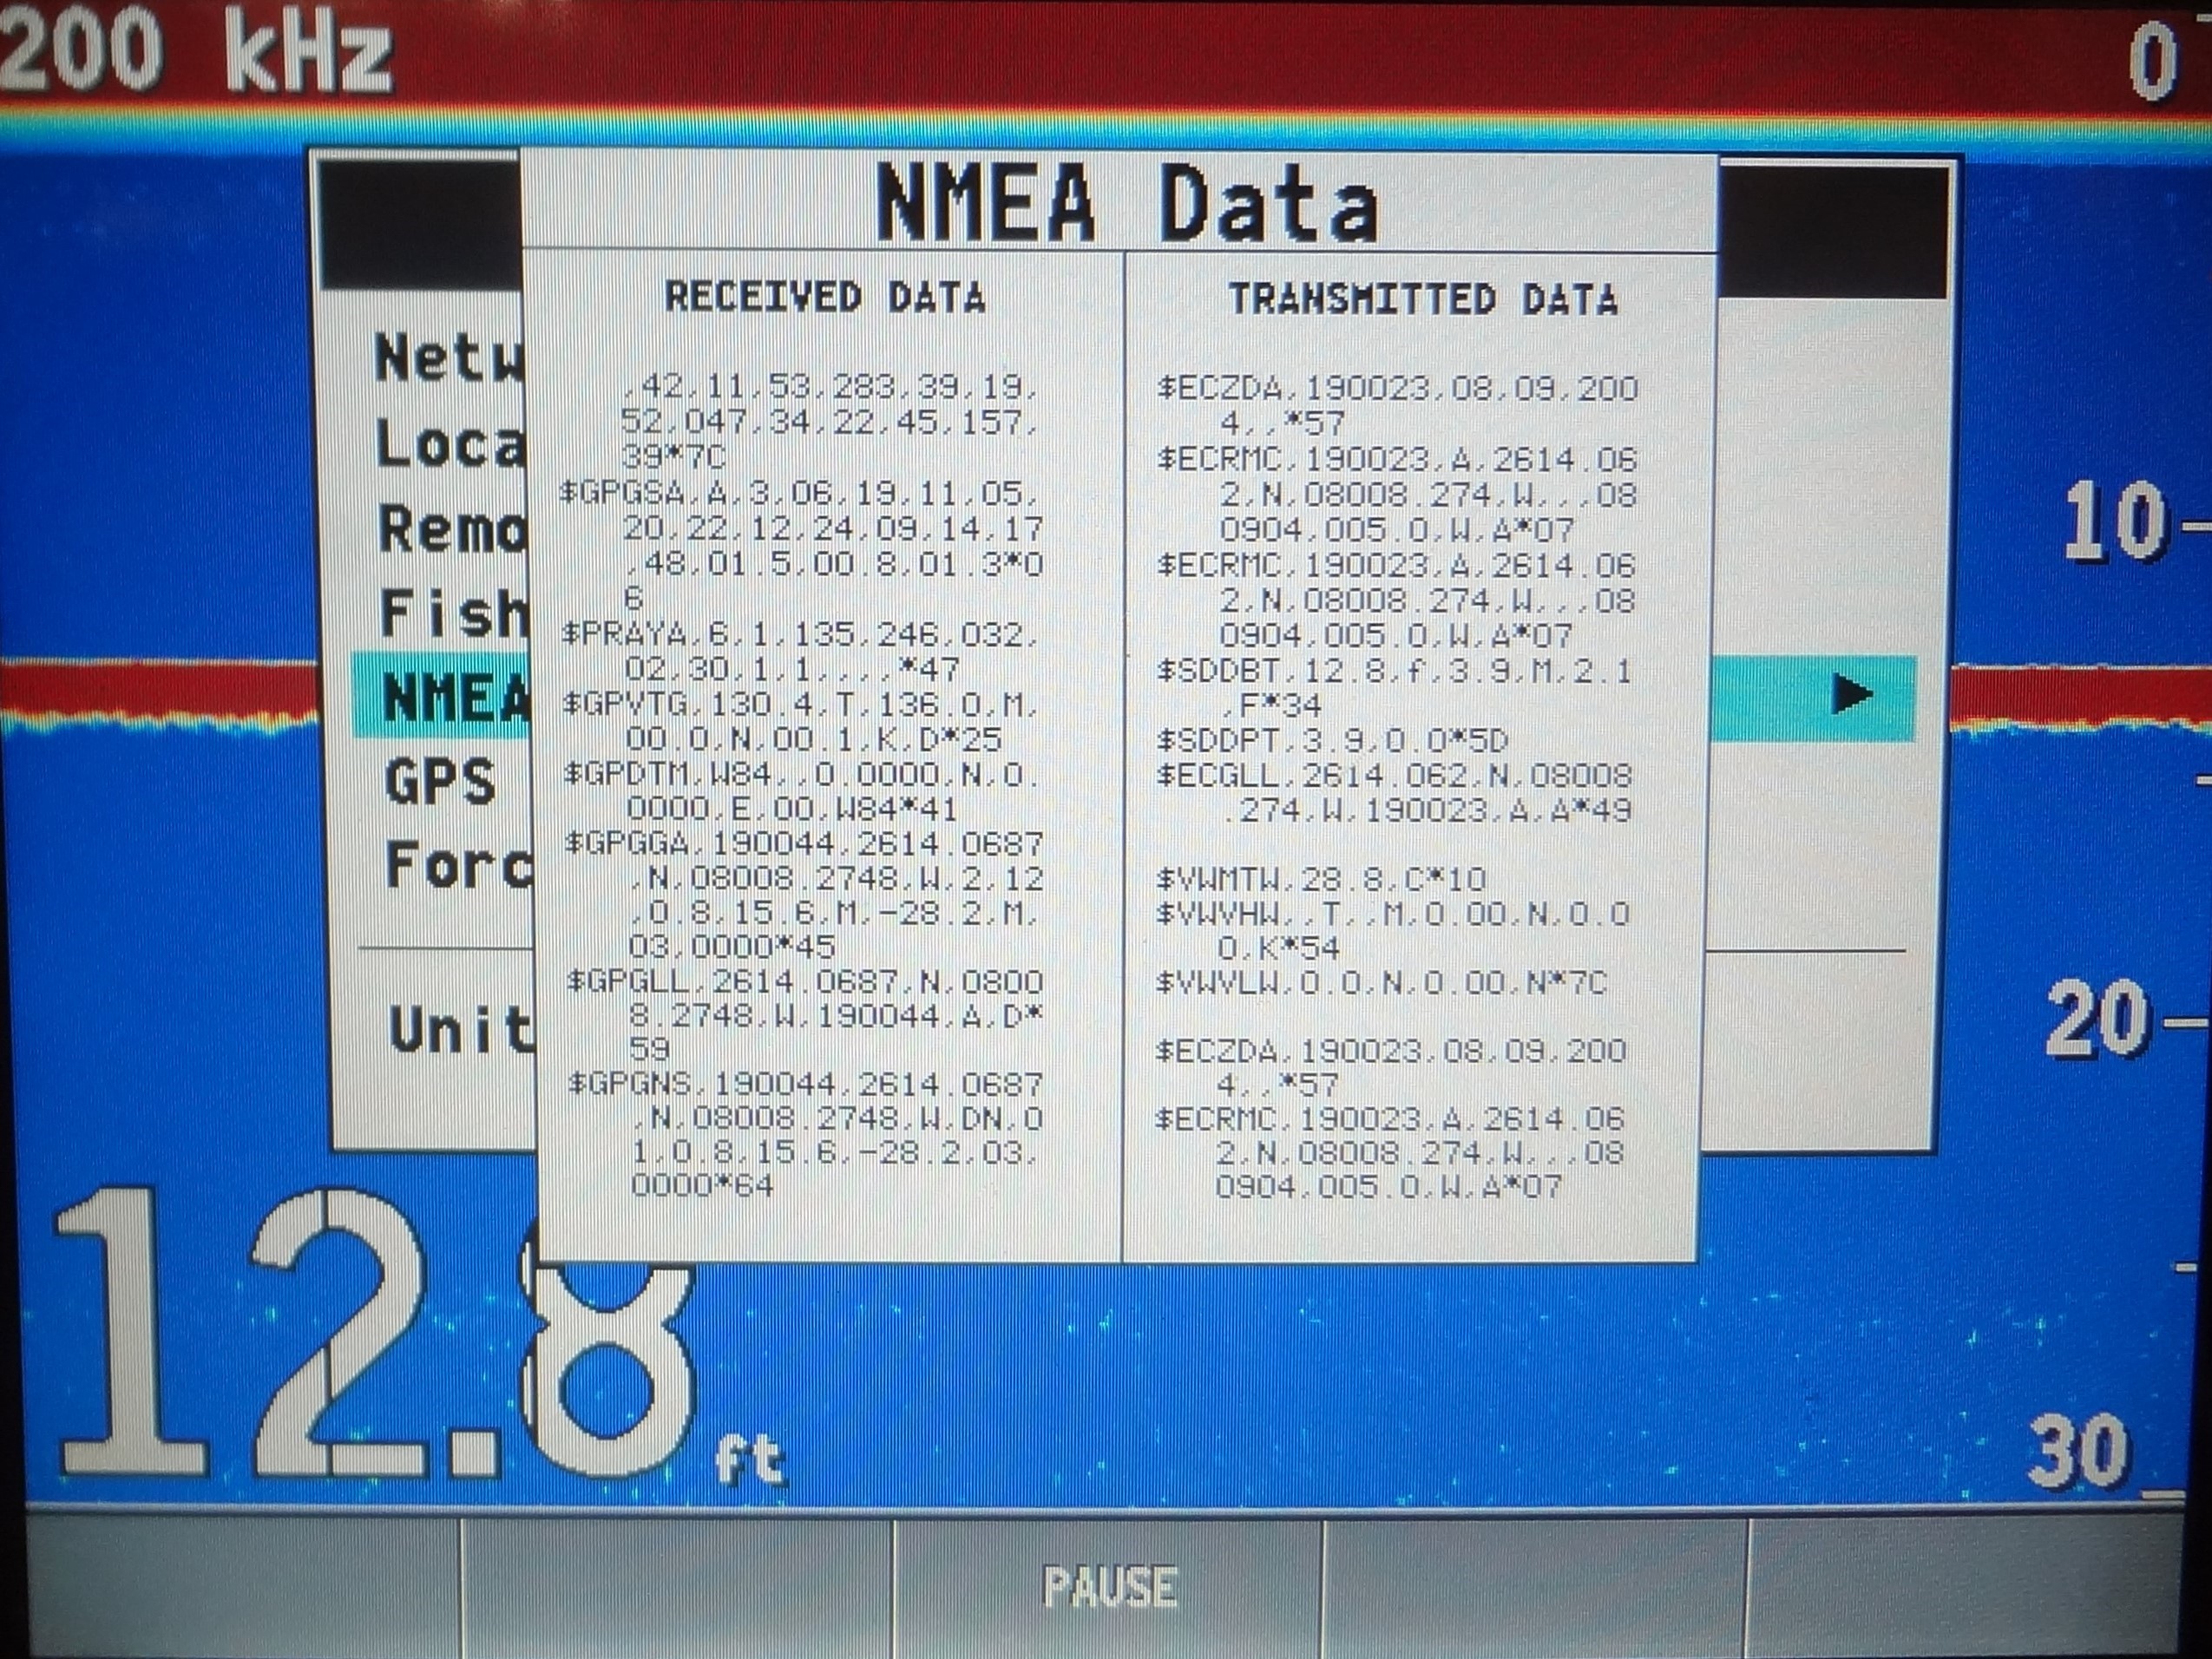 200 kHz
0
NMEA Data
RECEIVED DATA
,42,11,53,283,39,19,
52,047,34,22,45,157,
39*7C
$GPGSA,A,3,06,19,11,05,
20,22,12,24,09,14,17
,48,01.5,00.8,01.3*0
6
$PRAYA,6,1,135,246,032,
02,30,1,1,,,,*47
$GPVTG,130.4,T,136.0,M,
00.0,N,00.1,K,D*25
$GPDTM,W84,,0.0000,N,0.
0000,E,00,W84*41
$GPGGA,190044,2614.0687
,N,08008.2748,W,2,12
,0.8,15.6,M,-28.2,M,
03,0000*45
$GPGLL,2614.0687,N,0800
8.2748,W,190044,A,D*
59
$GPGNS,190044,2614.0687
,N,08008.2748,W,DN,0
1,0.8,15.6,-28.2,03,
0000*64
TRANSMITTED DATA
$ECZDA,190023,08,09,200
4,,*57
$ECRMC,190023,A,2614.06
2,N,08008.274,W,,,08
0904,005.0,W,A*07
$ECRMC,190023,A,2614.06
2,N,08008.274,W,,,08
0904,005.0,W,A*07
$SDDBT,12.8,f,3.9,M,2.1
,F*34
$SDDPT,3.9,0.0*5D
$ECGLL,2614.062,N,08008
.274,W,190023,A,A*49
$VWMTW,28.8,C*10
$VWVHW,,T,,M,0.00,N,0.0
0,K*54
$VWVLW,0.0,N,0.00,N*7C
$ECZDA,190023,08,09,200
4,,*57
$ECRMC,190023,A,2614.06
2,N,08008.274,W,,,08
0904,005.0,W,A*07
Netw
Loca
Remo
Fish
NMEA
GPS
Forc
Unit
10
20
30
12.8 ft
PAUSE